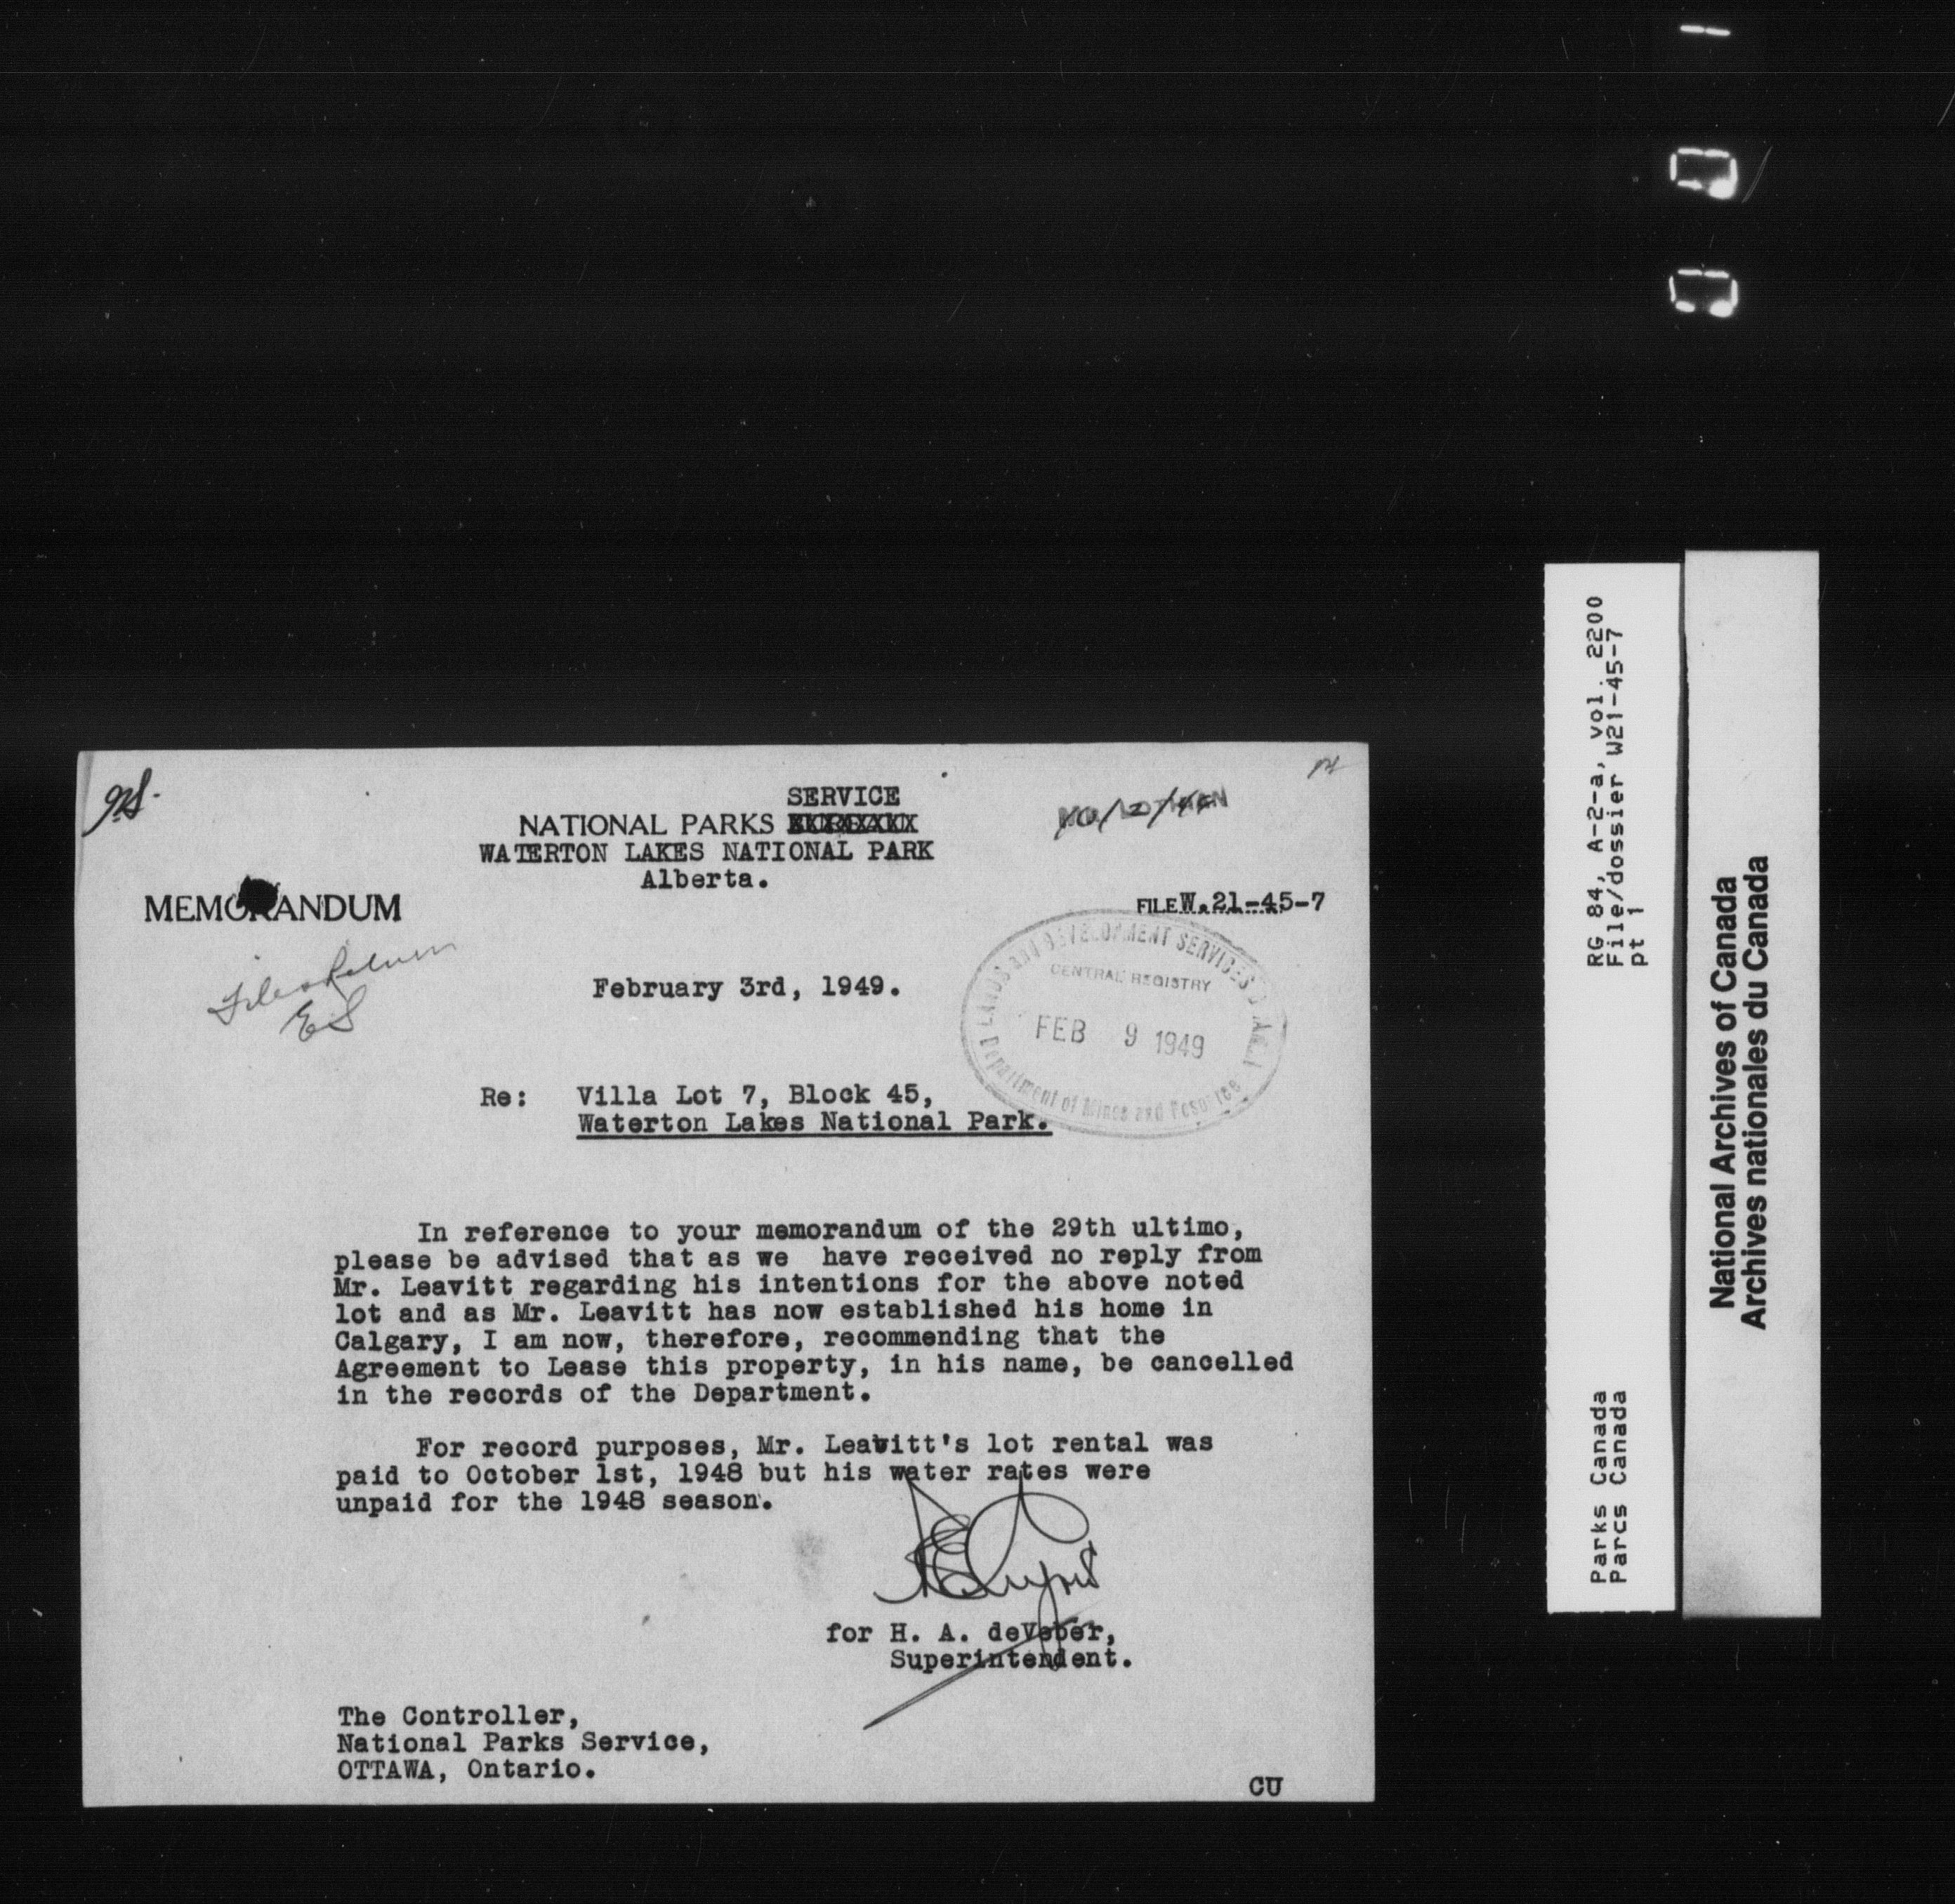 SERVICE
NATIONAL PARKS
WATERTON LAKES NATIONAL PARK
Alberta.
MEMORANDUM
FILE W.21-45-7
February 3rd, 1949.
LANDS and DEVELOPMENT SERVICES BRANCH
CENTRAL REGISTRY
FEB 9 1949
Department of Mines and Resources
Re: Villa Lot 7, Block 45,
Waterton Lakes National Park.
In reference to your memorandum of the 29th ultimo,
please be advised that as we have received no reply from
Mr. Leavitt regarding his intentions for the above noted
lot and as Mr. Leavitt has now established his home in
Calgary, I am now, therefore, recommending that the
Agreement to Lease this property, in his name, be cancelled
in the records of the Department.
For record purposes, Mr. Leavitt's lot rental was
paid to October 1st, 1948 but his water rates were
unpaid for the 1948 season.
for H. A. deVeber,
Superintendent.
The Controller,
National Parks Service,
OTTAWA, Ontario.
CU
RG 84, A-2-a, vol. 2200
File/dossier W21-45-7
pt 1
Parks Canada
Parcs Canada
National Archives of Canada
Archives nationales du Canada